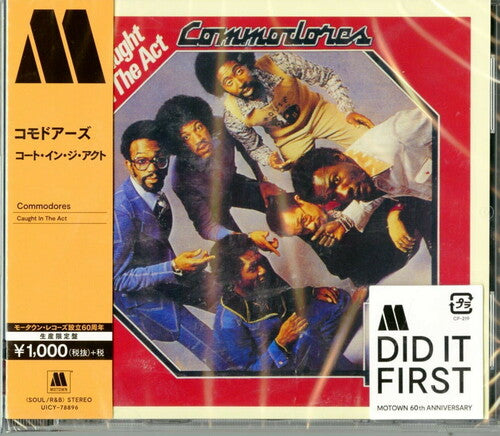 コモドアーズ
コート・イン・ジ・アクト
Commodores
Caught In The Act
モータウン・レコーズ設立60周年
生産限定盤
¥1,000(税抜)+税
MOTOWN
(SOUL/R&B) STEREO
UICY-78896
Commodores
The Act
CP-219
DID IT
FIRST
MOTOWN 60th ANNIVERSARY